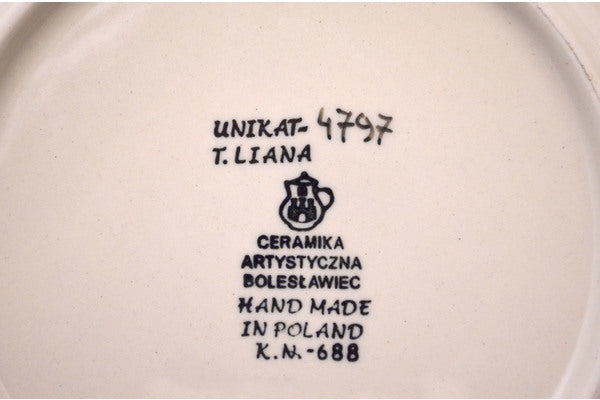 UNIKAT- 4797
T. LIANA
CERAMIKA
ARTYSTYCZNA
BOLESŁAWIEC
HAND MADE
IN POLAND
K.N.-688